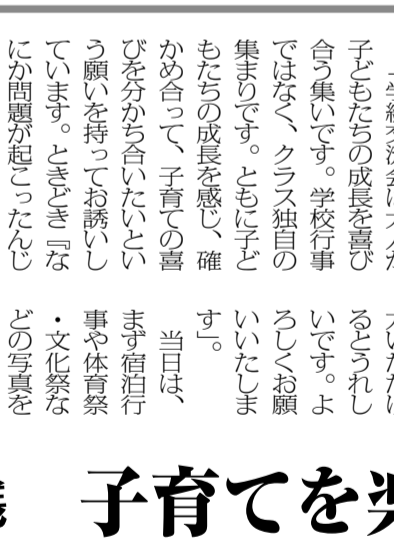 子どもたちの成長を喜び
合う集いです。学校行事
ではなく、クラス独自の
集まりです。ともに子ど
もたちの成長を感じ、確
かめ合って、子育ての喜
びを分かち合いたいとい
う願いを持ってお誘いし
ています。ときどき『な
にか問題が起こったんじ
るとうれし
いです。よ
ろしくお願
いいたしま
す」。
　当日は、
まず宿泊行
事や体育祭
・文化祭な
どの写真を
子育てを